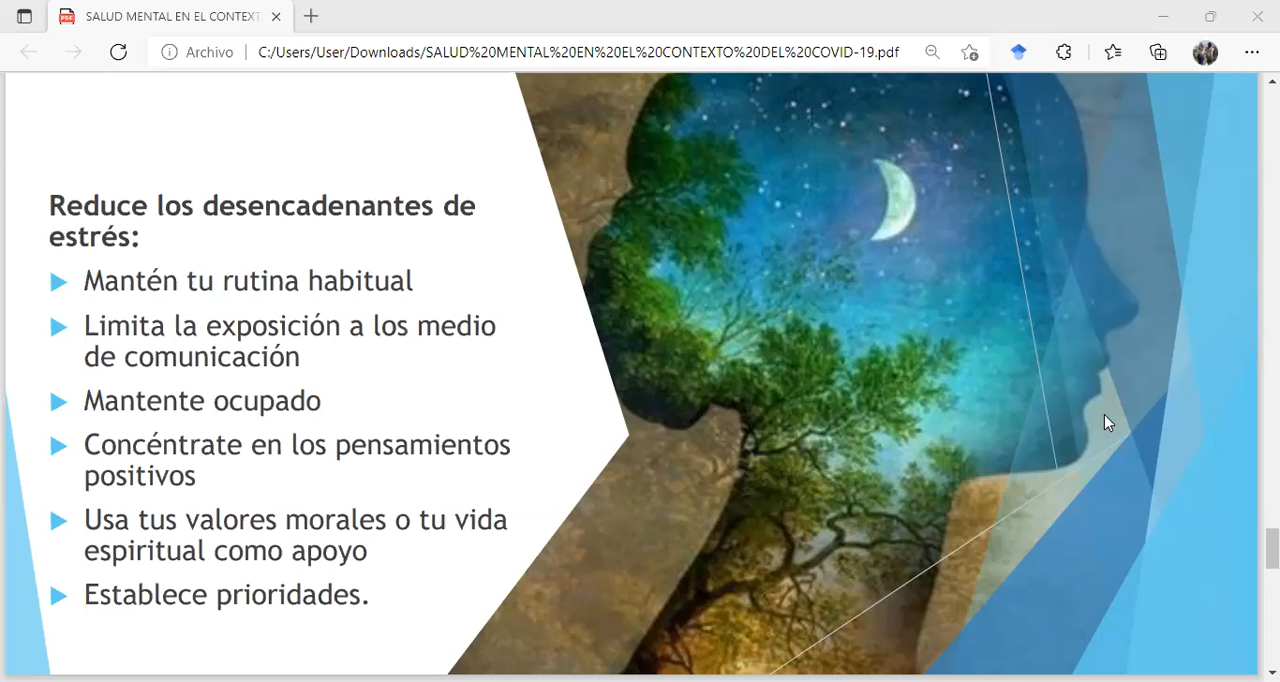 SALUD MENTAL EN EL CONTEXT
Archivo
C:/Users/User/Downloads/SALUD%20MENTAL%20EN%20EL%20CONTEXTO%20DEL%20COVID-19.pdf
Reduce los desencadenantes de
estrés:
Mantén tu rutina habitual
Limita la exposición a los medio
de comunicación
Mantente ocupado
Concéntrate en los pensamientos
positivos
Usa tus valores morales o tu vida
espiritual como apoyo
Establece prioridades.